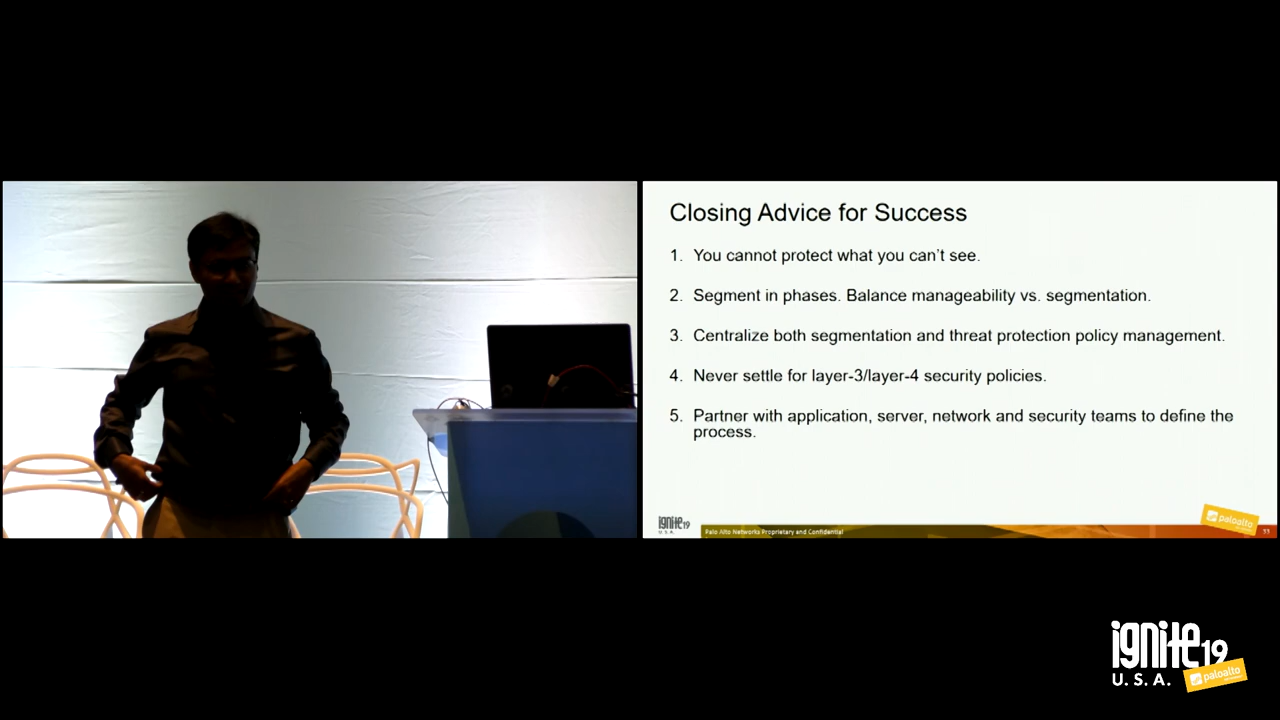 Closing Advice for Success
1. You cannot protect what you can't see.
2. Segment in phases. Balance manageability vs. segmentation.
3. Centralize both segmentation and threat protection policy management.
4. Never settle for layer-3/layer-4 security policies.
5. Partner with application, server, network and security teams to define the
process.
ignite19
U.S.A.
Palo Alto Networks Proprietary and Confidential
paloalto
33
ignite19
U.S.A.
paloalto